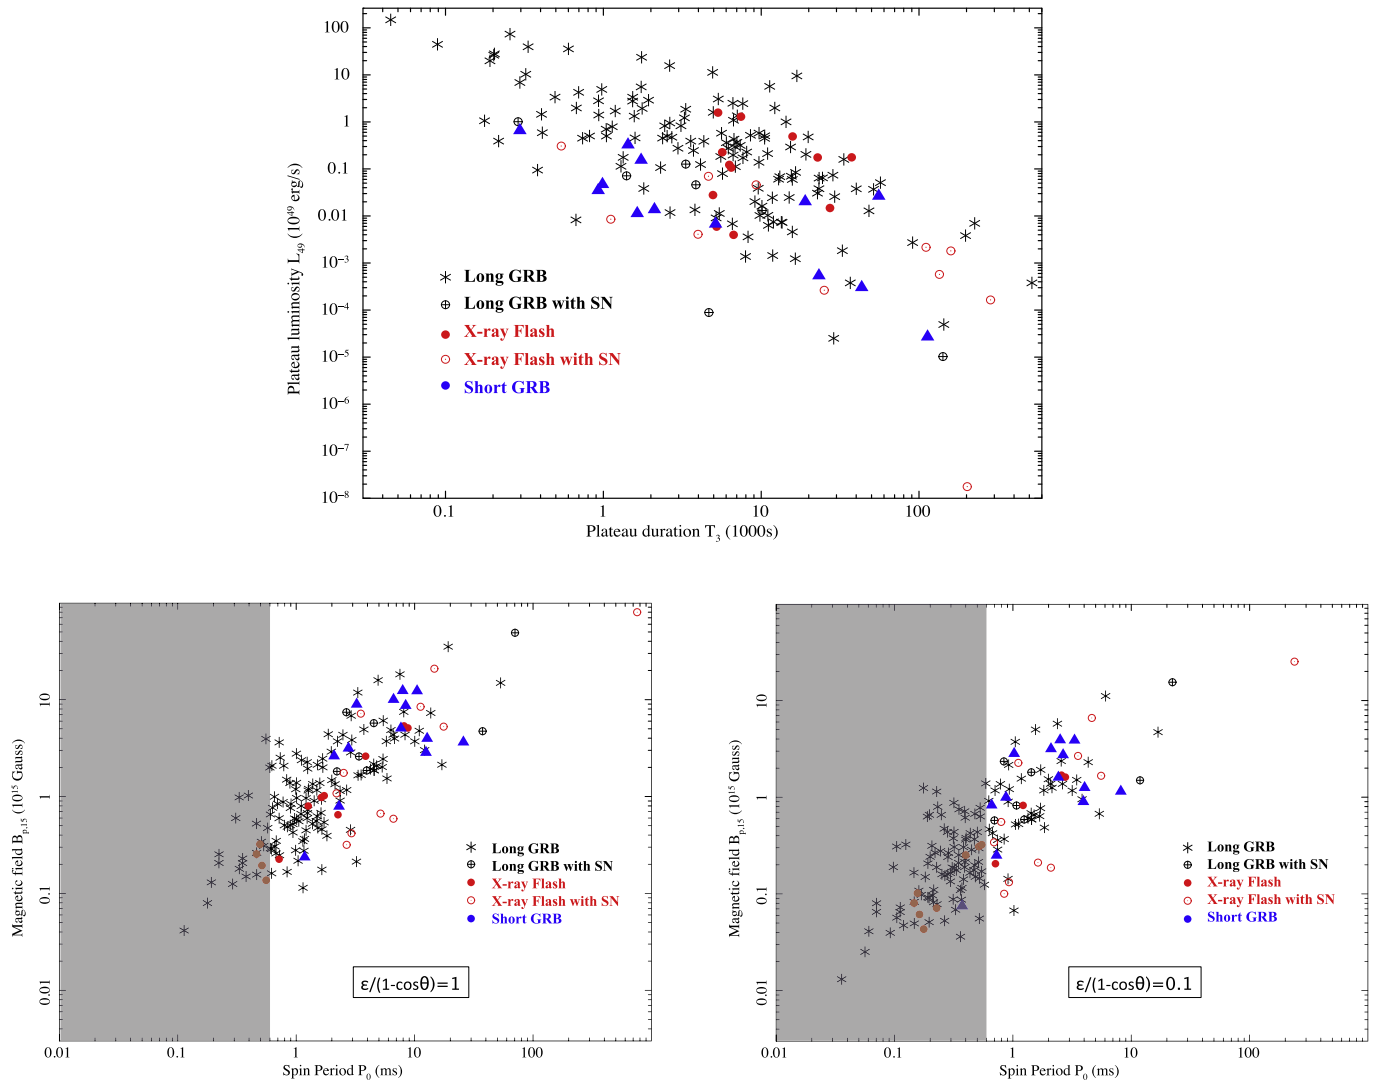 100
10
1
0.1
0.01
10⁻³
10⁻⁴
10⁻⁵
10⁻⁶
10⁻⁷
10⁻⁸
Plateau luminosity L₄₉ (10⁴⁹ erg/s)
Long GRB
Long GRB with SN
X-ray Flash
X-ray Flash with SN
Short GRB
0.1 1 10 100
Plateau duration T₃ (1000s)
10
1
0.1
0.01
Magnetic field B_p,15 (10¹⁵ Gauss)
Long GRB
Long GRB with SN
X-ray Flash
X-ray Flash with SN
Short GRB
ε/(1-cosθ)=1
0.01 0.1 1 10 100
Spin Period P₀ (ms)
10
1
0.1
0.01
Magnetic field B_p,15 (10¹⁵ Gauss)
Long GRB
Long GRB with SN
X-ray Flash
X-ray Flash with SN
Short GRB
ε/(1-cosθ)=0.1
0.01 0.1 1 10 100
Spin Period P₀ (ms)